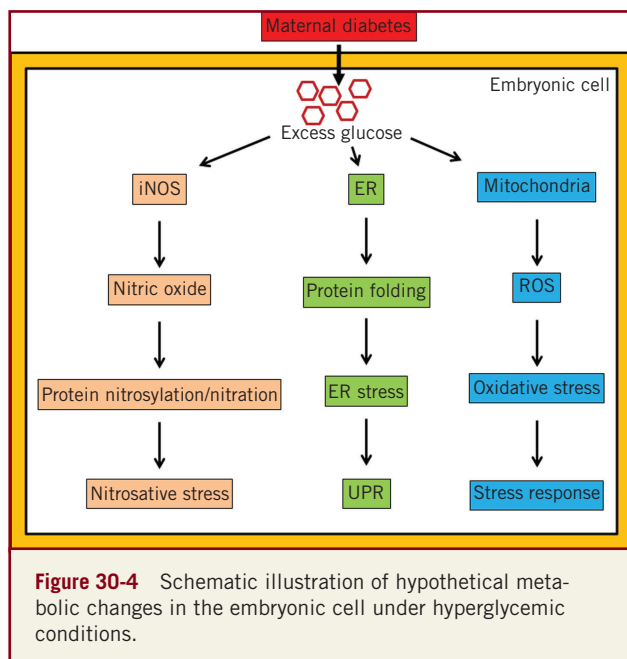 Maternal diabetes
Embryonic cell
Excess glucose
iNOS
ER
Mitochondria
Nitric oxide
Protein folding
ROS
Protein nitrosylation/nitration
ER stress
Oxidative stress
Nitrosative stress
UPR
Stress response
Figure 30-4 Schematic illustration of hypothetical meta-
bolic changes in the embryonic cell under hyperglycemic
conditions.